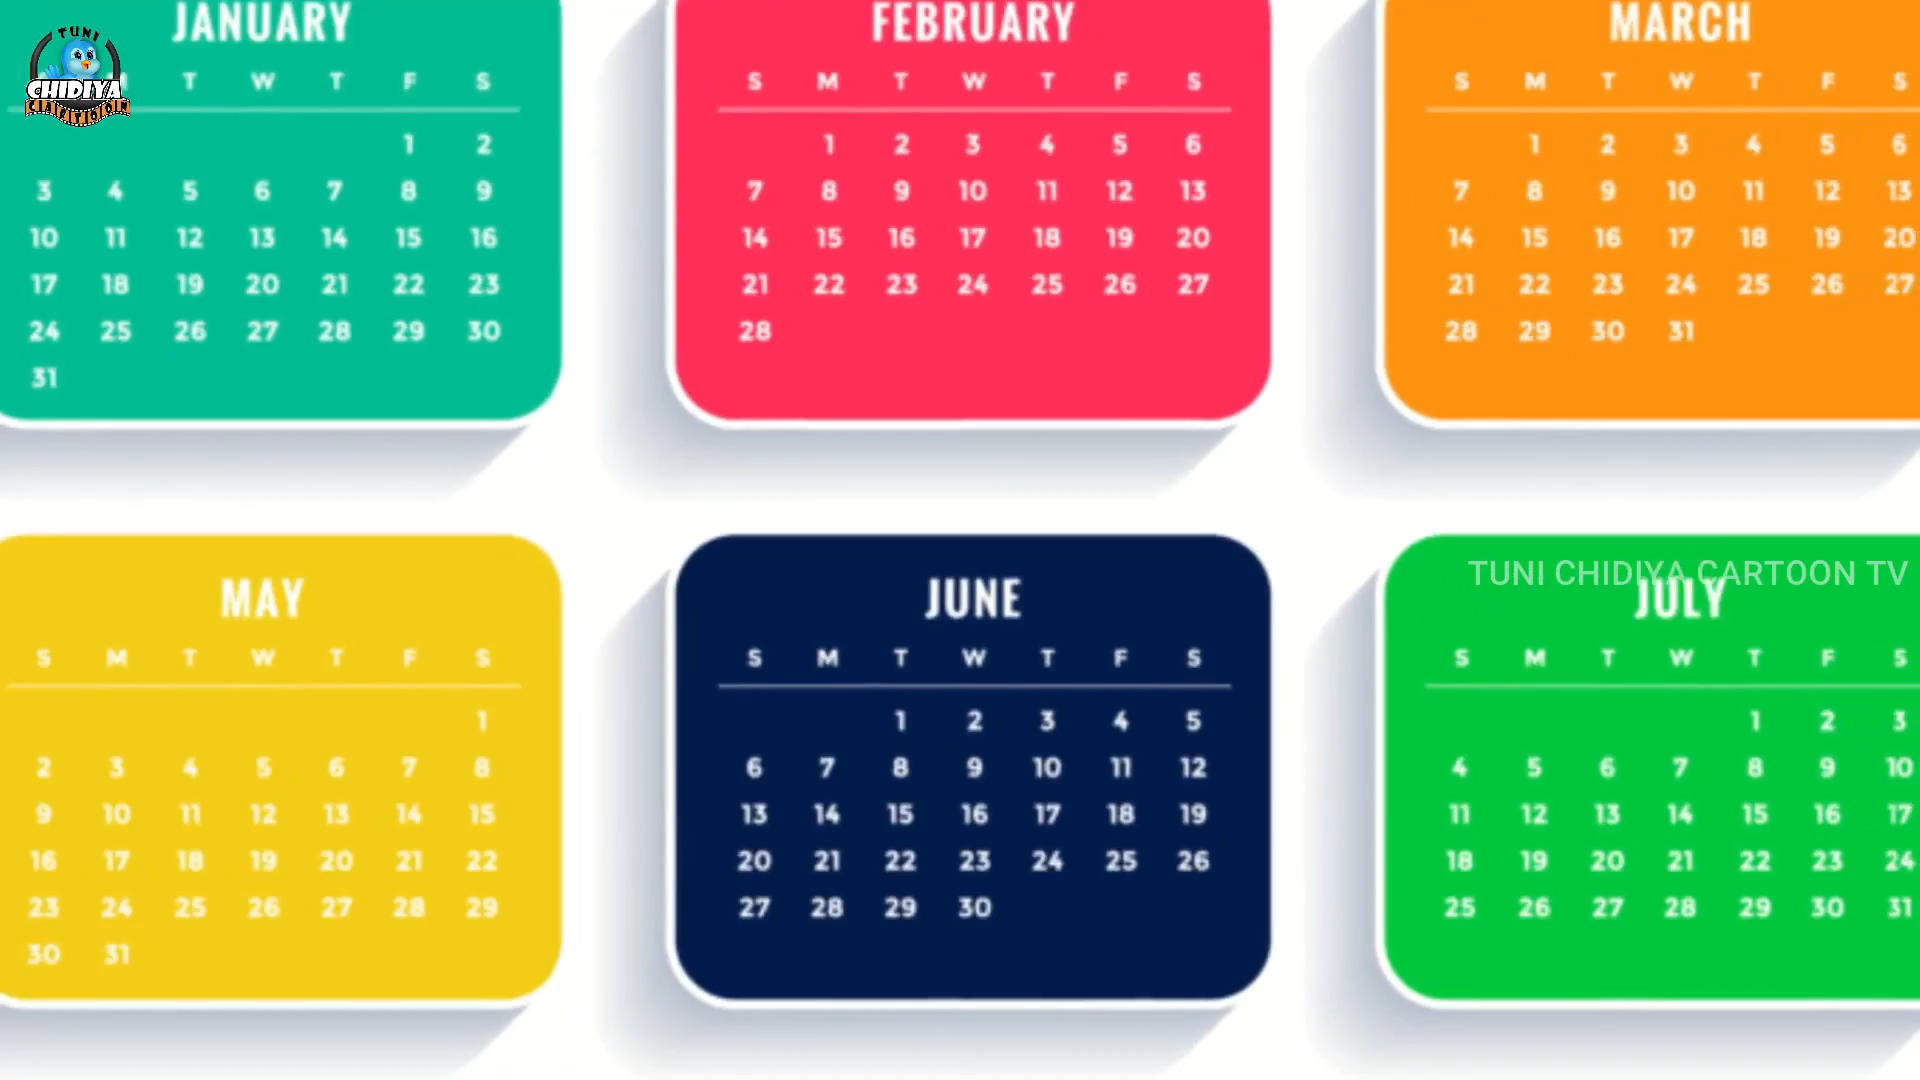 TUNI
CHIDIYA
CARTOON
JANUARY
T W T F S
1 2
3 4 5 6 7 8 9
10 11 12 13 14 15 16
17 18 19 20 21 22 23
24 25 26 27 28 29 30
31
FEBRUARY
S M T W T F S
1 2 3 4 5 6
7 8 9 10 11 12 13
14 15 16 17 18 19 20
21 22 23 24 25 26 27
28
MARCH
S M T W T F S
1 2 3 4 5 6
7 8 9 10 11 12 13
14 15 16 17 18 19 20
21 22 23 24 25 26 27
28 29 30 31
MAY
S M T W T F S
1
2 3 4 5 6 7 8
9 10 11 12 13 14 15
16 17 18 19 20 21 22
23 24 25 26 27 28 29
30 31
JUNE
S M T W T F S
1 2 3 4 5
6 7 8 9 10 11 12
13 14 15 16 17 18 19
20 21 22 23 24 25 26
27 28 29 30
TUNI CHIDIYA CARTOON TV
JULY
S M T W T F S
1 2 3
4 5 6 7 8 9 10
11 12 13 14 15 16 17
18 19 20 21 22 23 24
25 26 27 28 29 30 31